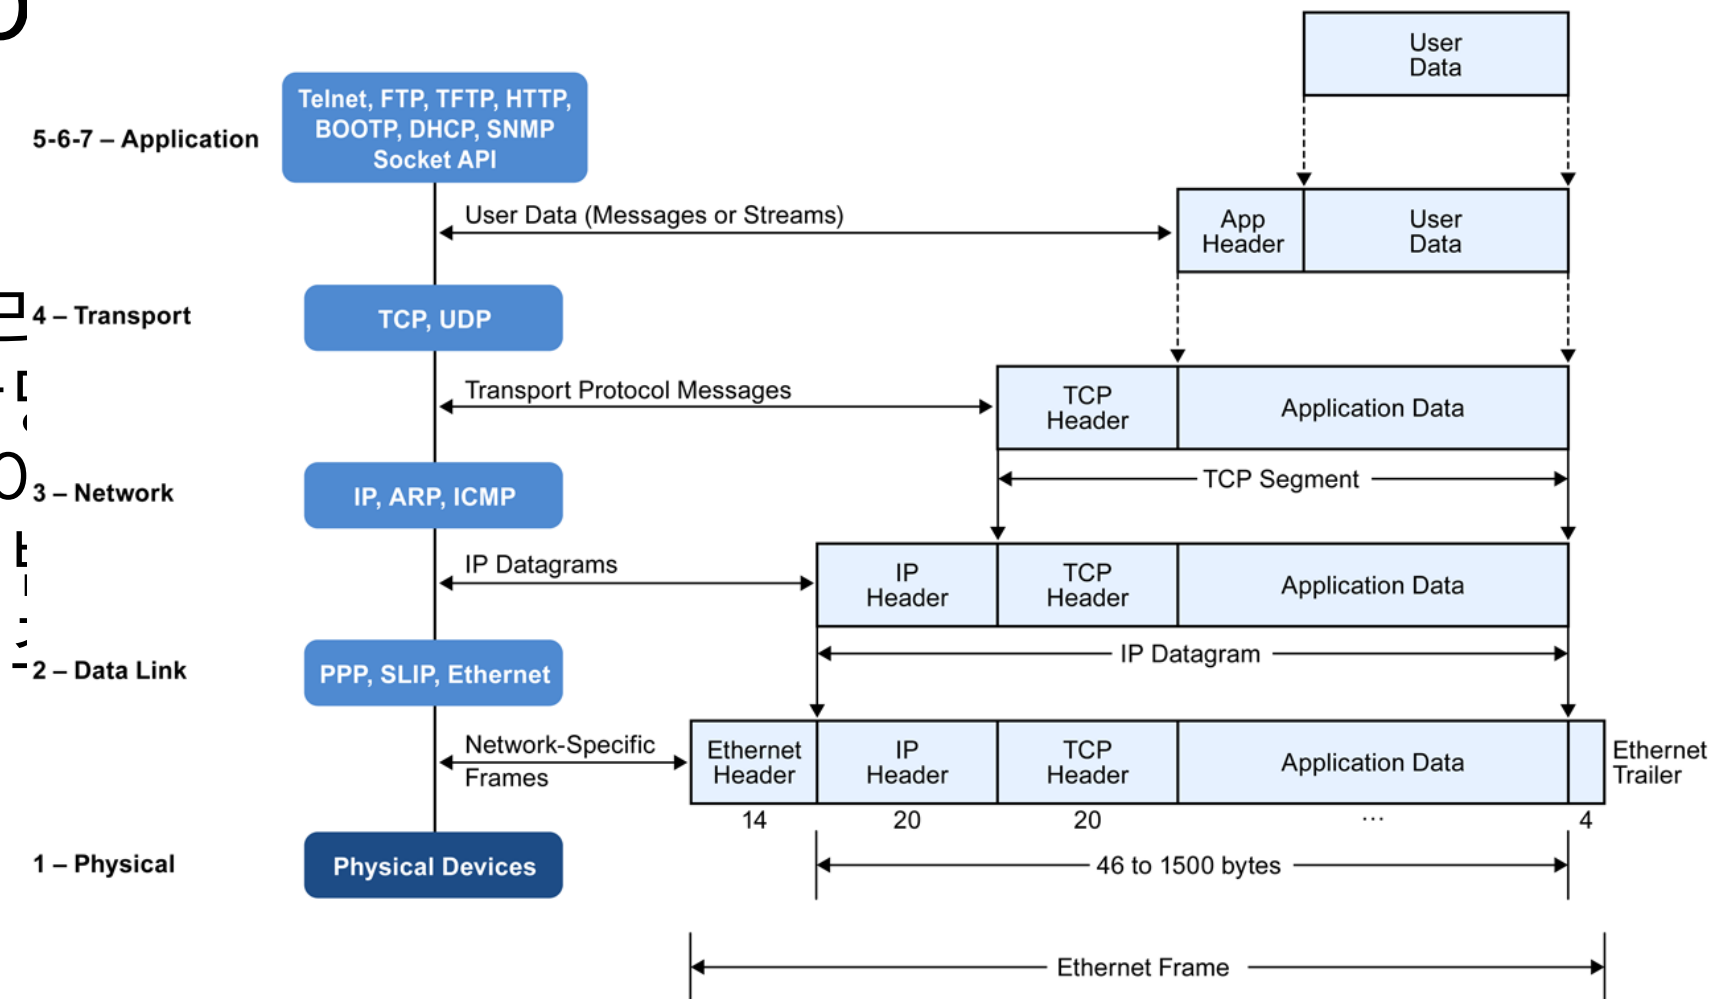 User
Data
Telnet, FTP, TFTP, HTTP,
BOOTP, DHCP, SNMP
Socket API
5-6-7 – Application
User Data (Messages or Streams)
App
Header
User
Data
4 – Transport
TCP, UDP
Transport Protocol Messages
TCP
Header
Application Data
TCP Segment
3 – Network
IP, ARP, ICMP
IP Datagrams
IP
Header
TCP
Header
Application Data
IP Datagram
2 – Data Link
PPP, SLIP, Ethernet
Network-Specific
Frames
Ethernet
Header
IP
Header
TCP
Header
Application Data
Ethernet
Trailer
14
20
20
...
4
1 – Physical
Physical Devices
46 to 1500 bytes
Ethernet Frame